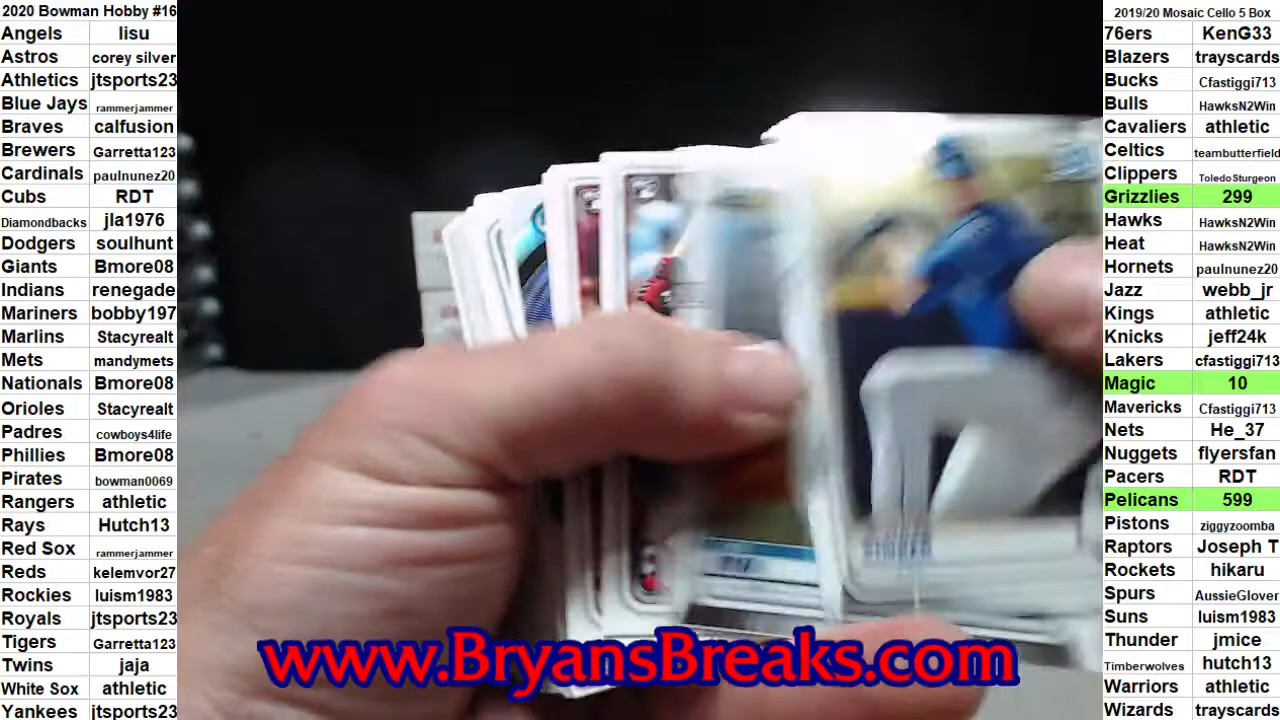 2020 Bowman Hobby #16
Angels lisu
Astros corey silver
Athletics jtsports23
Blue Jays rammerjammer
Braves calfusion
Brewers Garretta123
Cardinals paulnunez20
Cubs RDT
Diamondbacks jla1976
Dodgers soulhunt
Giants Bmore08
Indians renegade
Mariners bobby197
Marlins Stacyrealt
Mets mandymets
Nationals Bmore08
Orioles Stacyrealt
Padres cowboys4life
Phillies Bmore08
Pirates bowman0069
Rangers athletic
Rays Hutch13
Red Sox rammerjammer
Reds kelemvor27
Rockies luism1983
Royals jtsports23
Tigers Garretta123
Twins jaja
White Sox athletic
Yankees jtsports23
www.BryansBreaks.com
2019/20 Mosaic Cello 5 Box
76ers KenG33
Blazers trayscards
Bucks Cfastiggi713
Bulls HawksN2Win
Cavaliers athletic
Celtics teambutterfield
Clippers ToledoSturgeon
Grizzlies 299
Hawks HawksN2Win
Heat HawksN2Win
Hornets paulnunez20
Jazz webb_jr
Kings athletic
Knicks jeff24k
Lakers cfastiggi713
Magic 10
Mavericks Cfastiggi713
Nets He_37
Nuggets flyersfan
Pacers RDT
Pelicans 599
Pistons ziggyzoomba
Raptors Joseph T
Rockets hikaru
Spurs AussieGlover
Suns luism1983
Thunder jmice
Timberwolves hutch13
Warriors athletic
Wizards trayscards